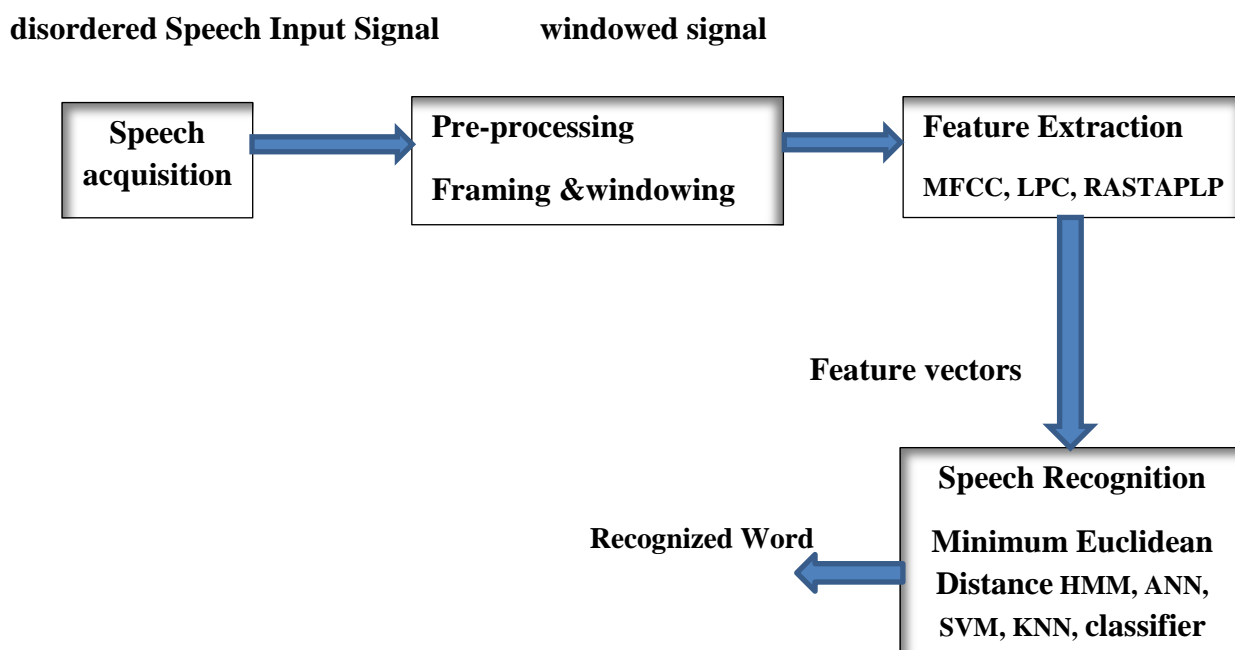 disordered Speech Input Signal windowed signal
Speech
acquisition
Pre-processing
Framing &windowing
Feature Extraction
MFCC, LPC, RASTAPLP
Feature vectors
Speech Recognition
Minimum Euclidean
Distance HMM, ANN,
SVM, KNN, classifier
Recognized Word